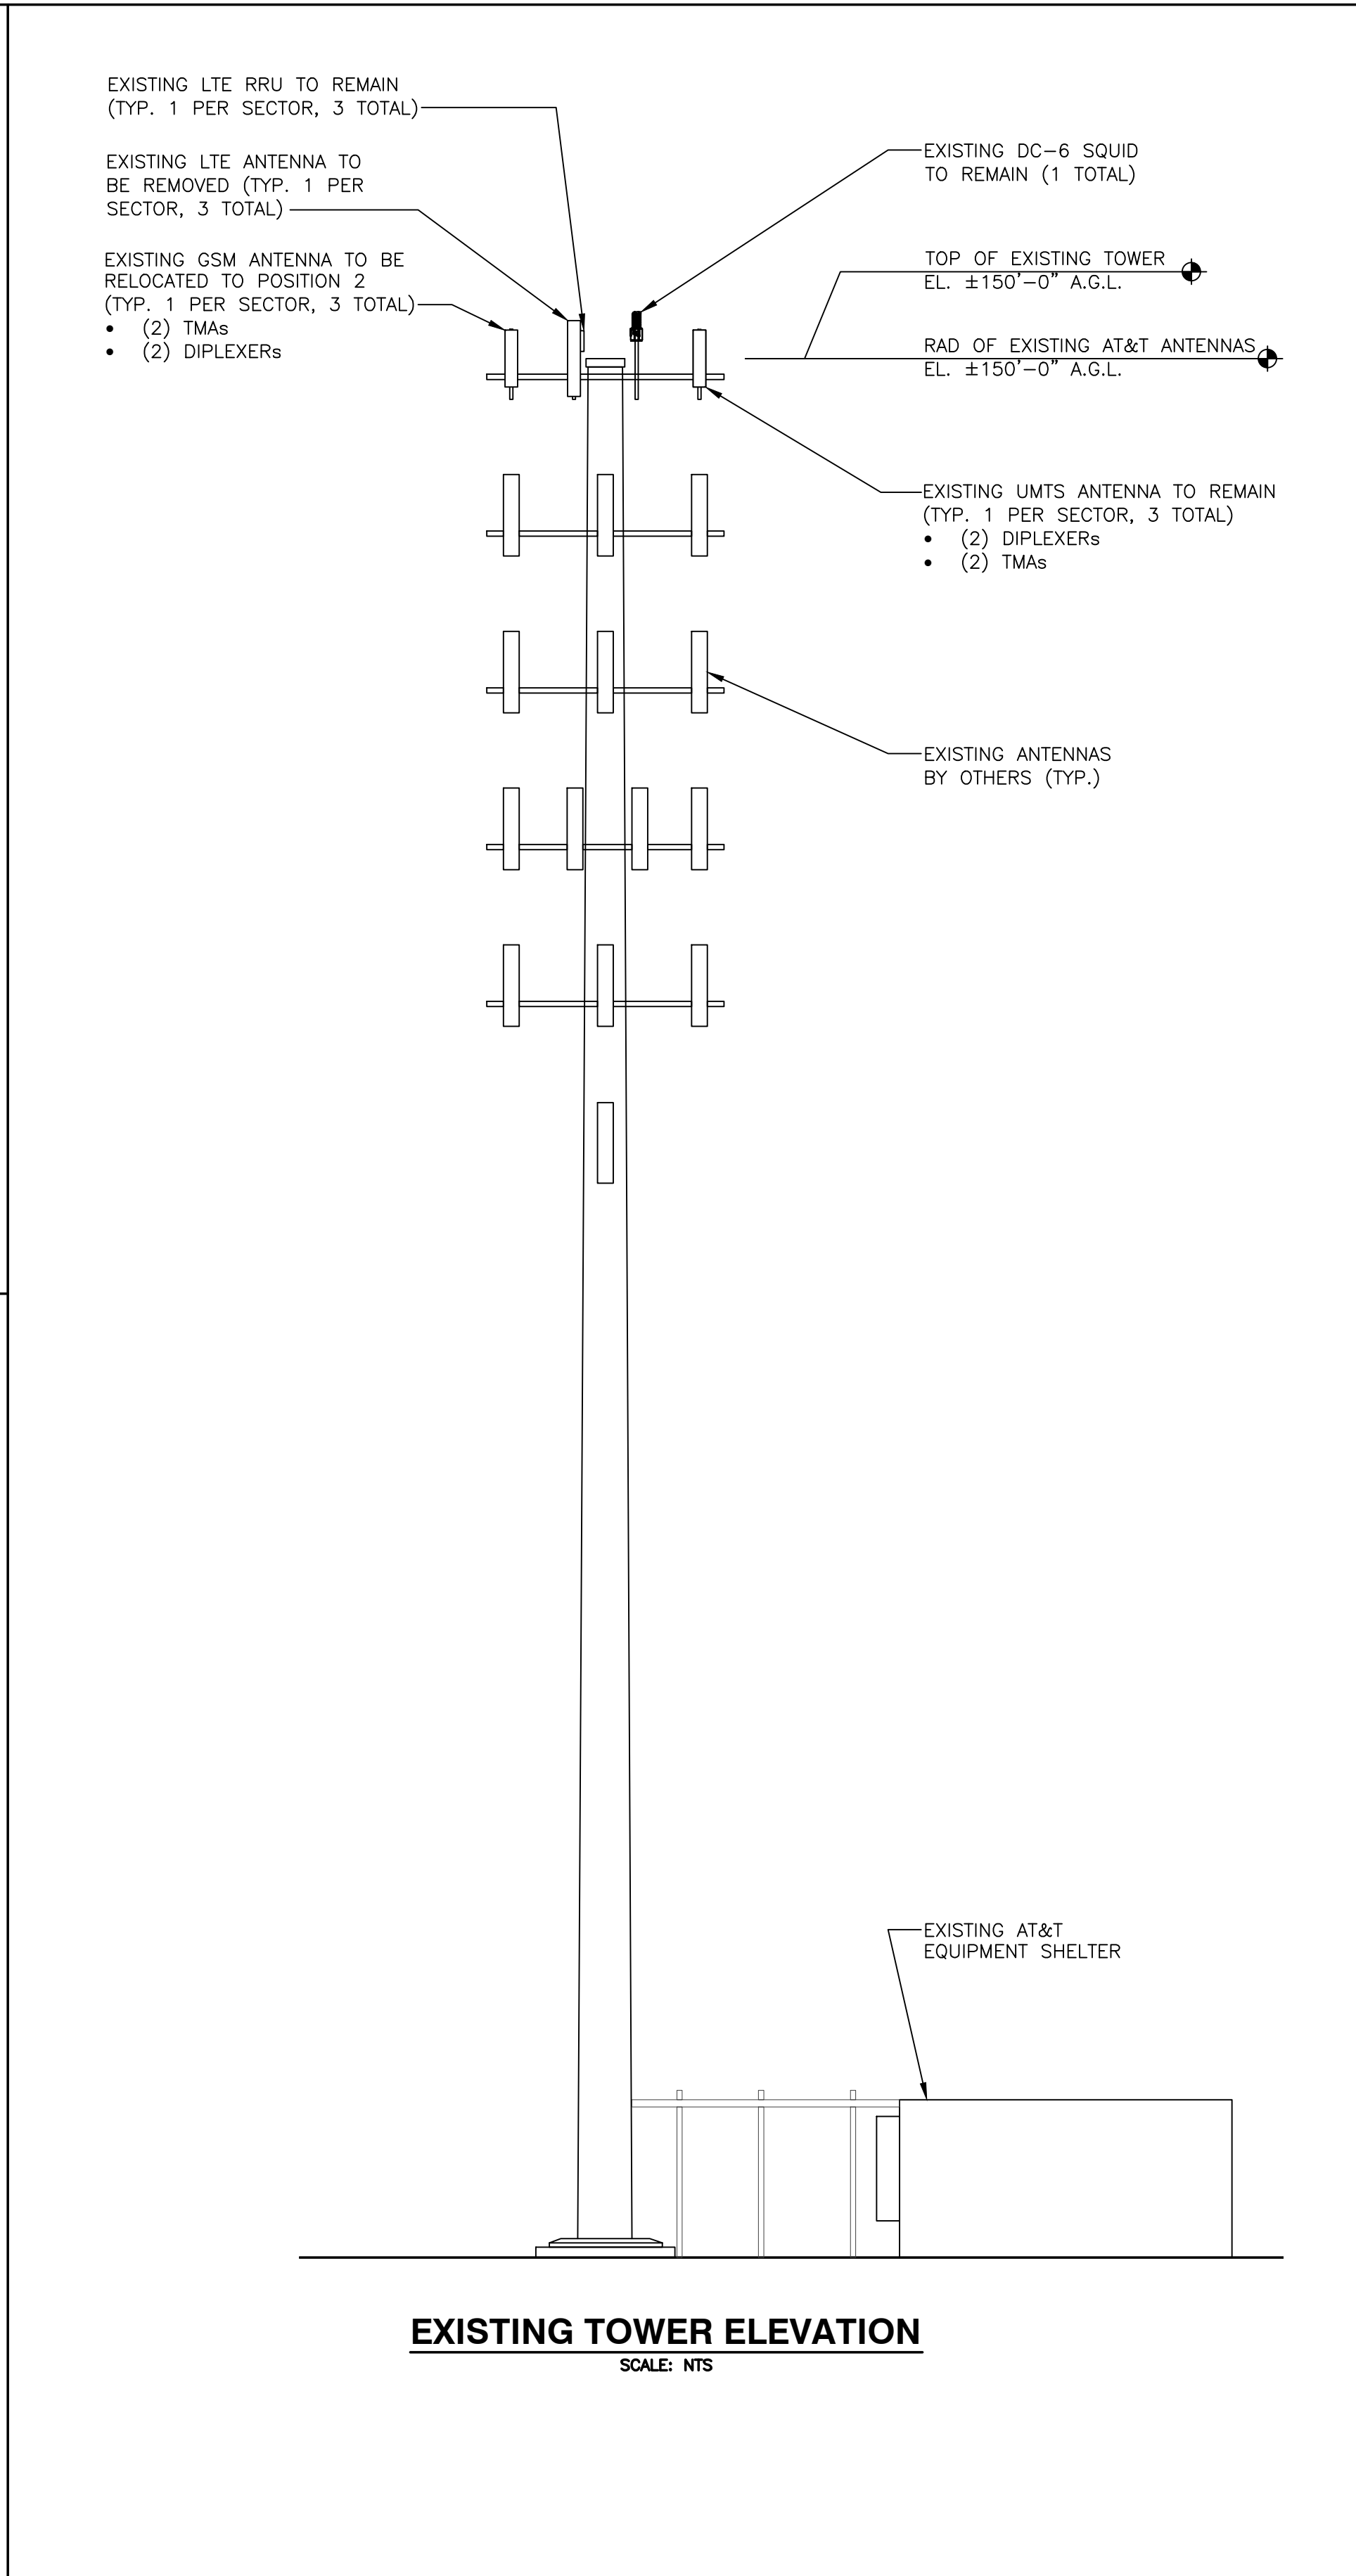 EXISTING LTE RRU TO REMAIN
(TYP. 1 PER SECTOR, 3 TOTAL)
EXISTING LTE ANTENNA TO
BE REMOVED (TYP. 1 PER
SECTOR, 3 TOTAL)
EXISTING GSM ANTENNA TO BE
RELOCATED TO POSITION 2
(TYP. 1 PER SECTOR, 3 TOTAL)
• (2) TMAs
• (2) DIPLEXERs
EXISTING DC-6 SQUID
TO REMAIN (1 TOTAL)
TOP OF EXISTING TOWER
EL. ±150'-0" A.G.L.
RAD OF EXISTING AT&T ANTENNAS
EL. ±150'-0" A.G.L.
EXISTING UMTS ANTENNA TO REMAIN
(TYP. 1 PER SECTOR, 3 TOTAL)
• (2) DIPLEXERs
• (2) TMAs
EXISTING ANTENNAS
BY OTHERS (TYP.)
EXISTING AT&T
EQUIPMENT SHELTER
EXISTING TOWER ELEVATION
SCALE: NTS